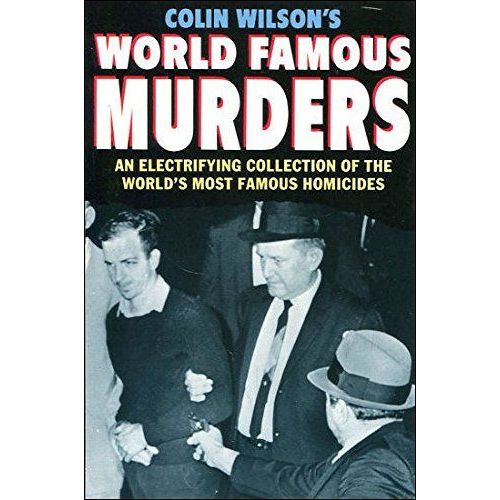 COLIN WILSON'S
WORLD FAMOUS
MURDERS
AN ELECTRIFYING COLLECTION OF THE
WORLD'S MOST FAMOUS HOMICIDES